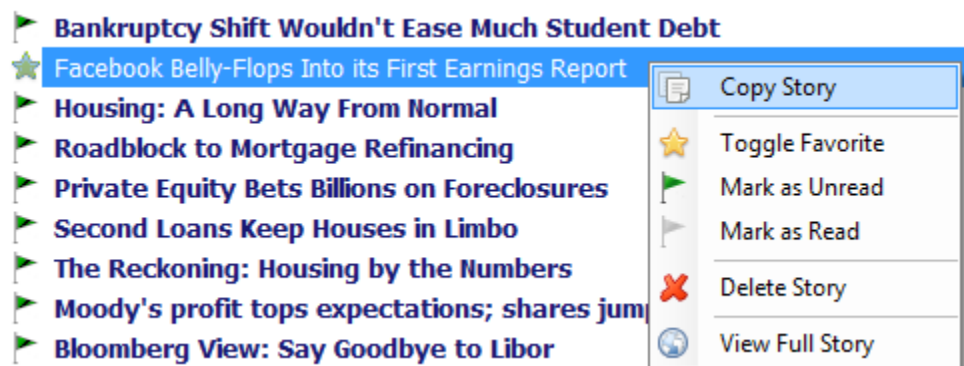 Bankruptcy Shift Wouldn't Ease Much Student Debt
Facebook Belly-Flops Into its First Earnings Report
Housing: A Long Way From Normal
Roadblock to Mortgage Refinancing
Private Equity Bets Billions on Foreclosures
Second Loans Keep Houses in Limbo
The Reckoning: Housing by the Numbers
Moody's profit tops expectations; shares jum
Bloomberg View: Say Goodbye to Libor
Copy Story
Toggle Favorite
Mark as Unread
Mark as Read
Delete Story
View Full Story